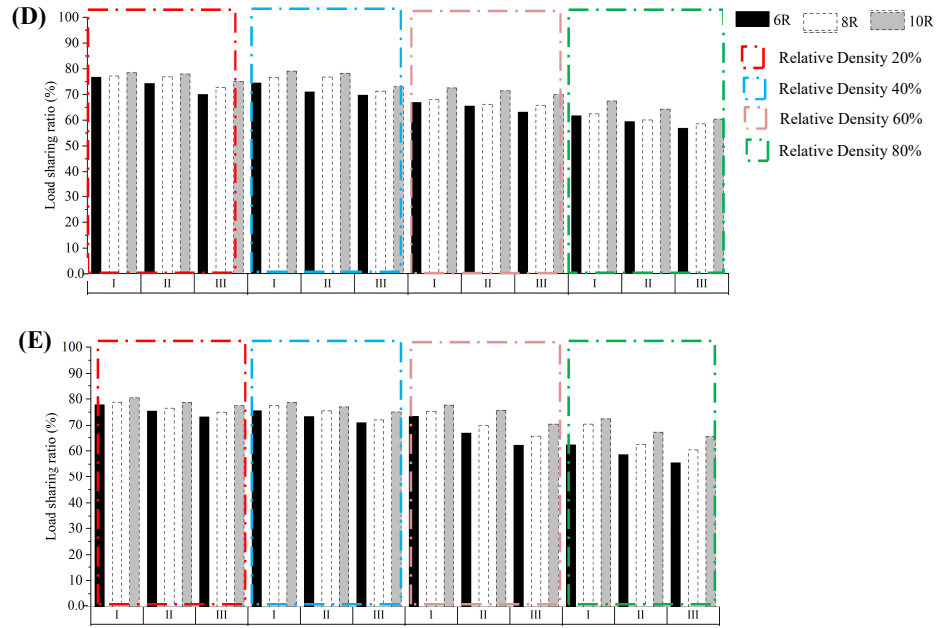 (D)
Load sharing ratio (%)
100
90
80
70
60
50
40
30
20
10
0.0
I II III I II III I II III I II III
6R 8R 10R
Relative Density 20%
Relative Density 40%
Relative Density 60%
Relative Density 80%
(E)
Load sharing ratio (%)
100
90
80
70
60
50
40
30
20
10
0.0
I II III I II III I II III I II III